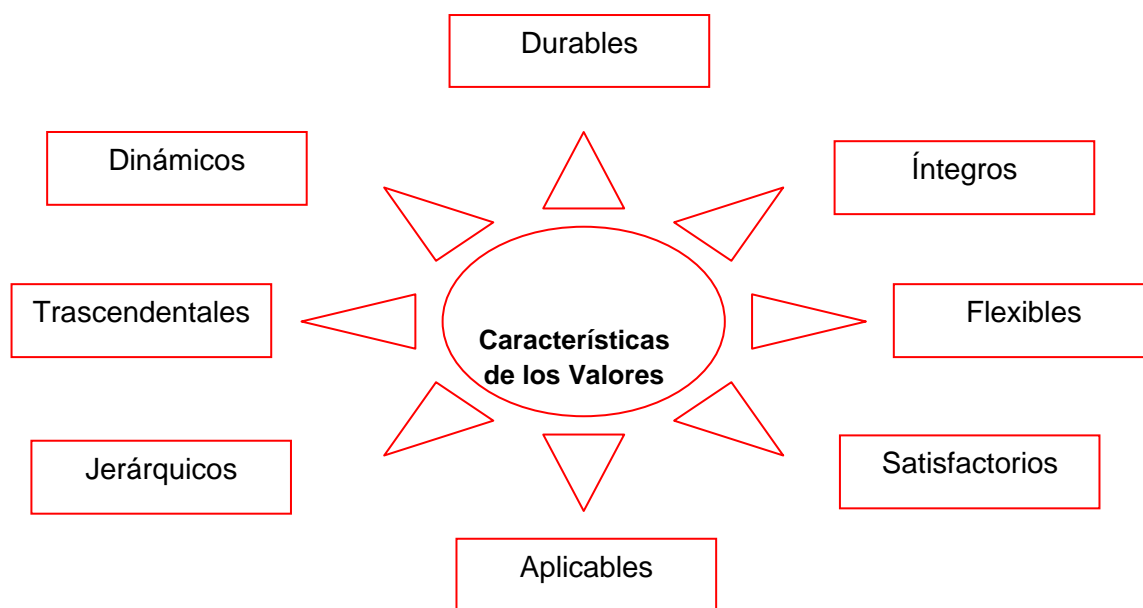 Durables
Dinámicos
Íntegros
Trascendentales
Flexibles
Características
de los Valores
Jerárquicos
Satisfactorios
Aplicables